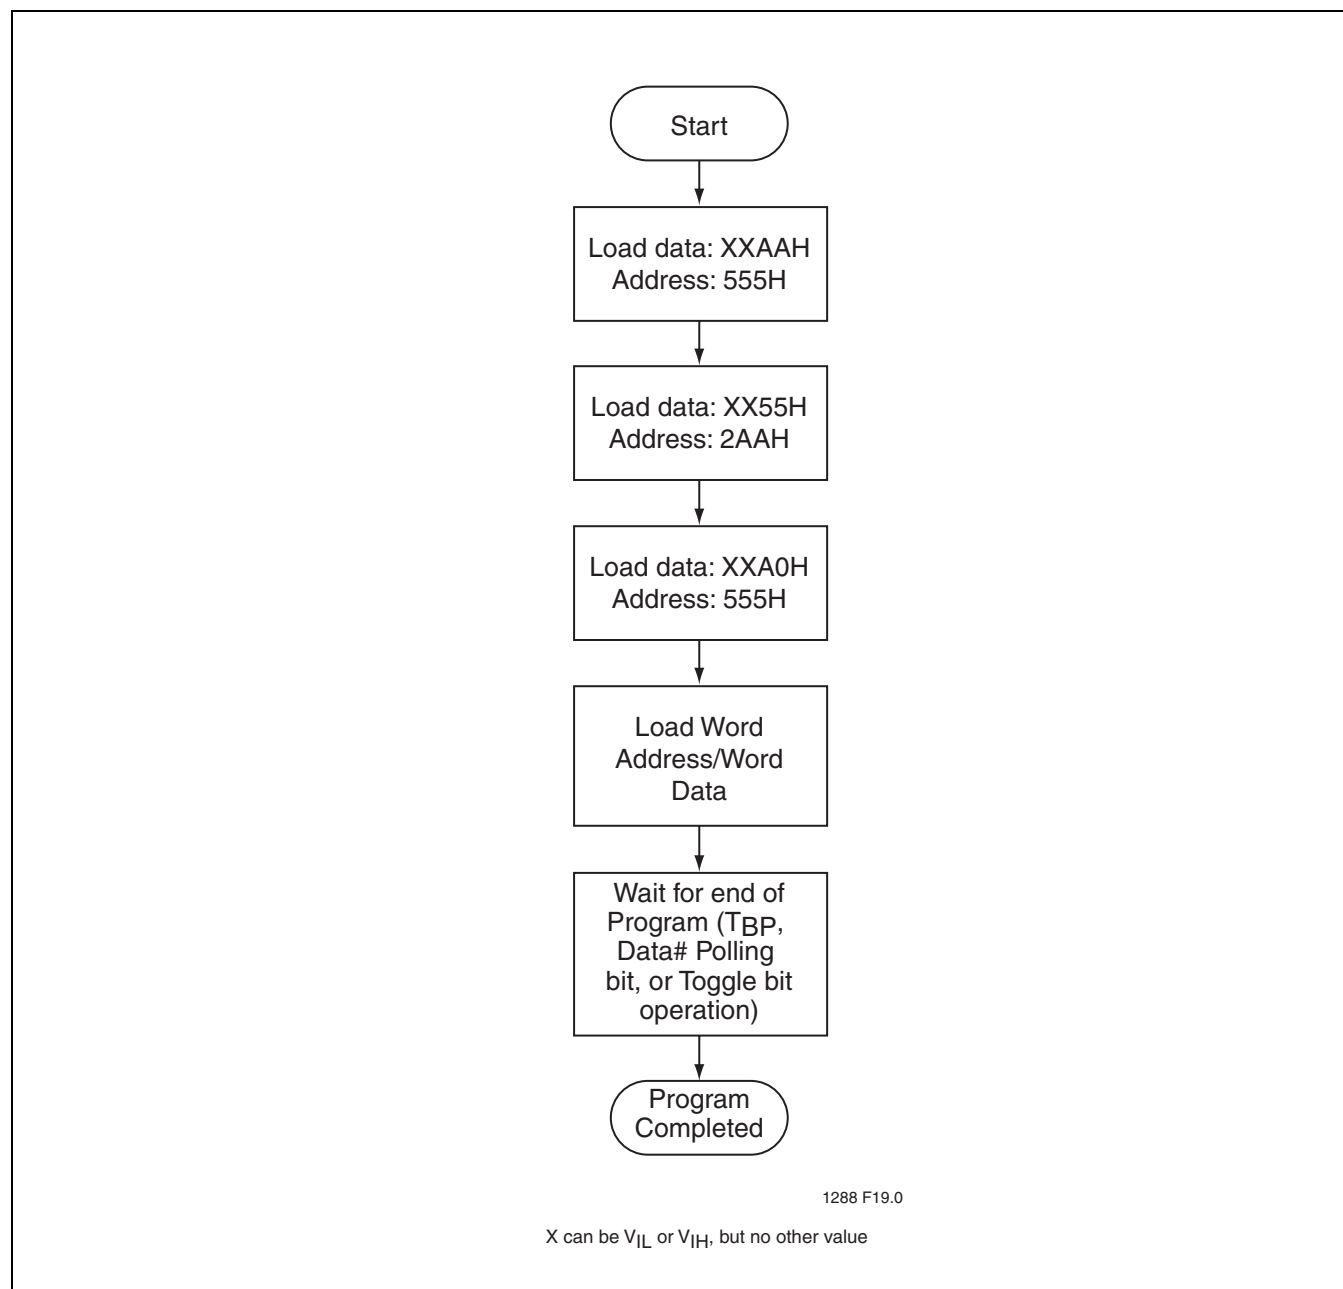 Start
Load data: XXAAH
Address: 555H
Load data: XX55H
Address: 2AAH
Load data: XXA0H
Address: 555H
Load Word
Address/Word
Data
Wait for end of
Program (TBP,
Data# Polling
bit, or Toggle bit
operation)
Program
Completed
1288 F19.0
X can be VIL or VIH, but no other value